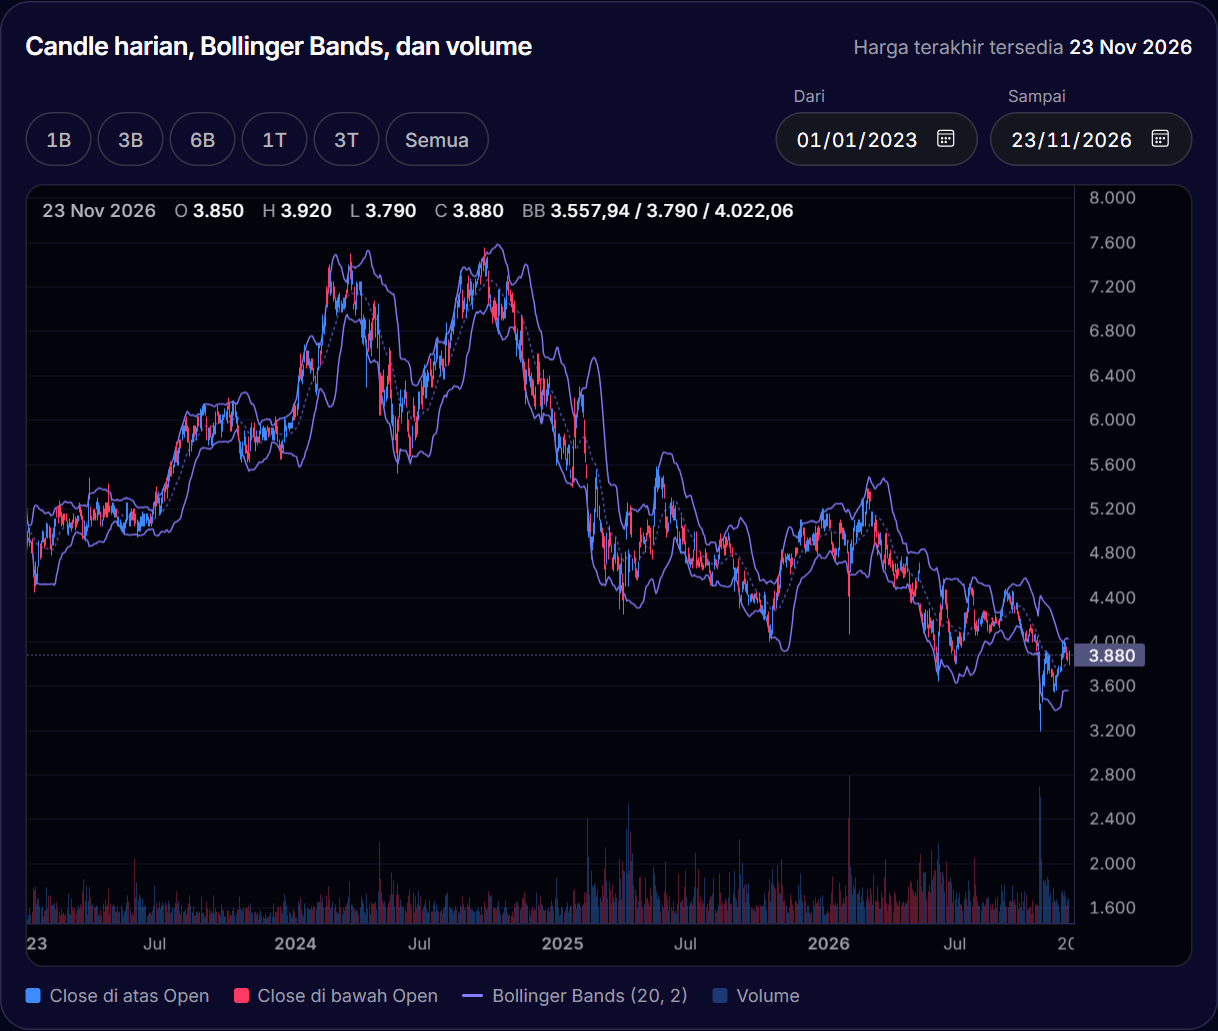 Candle harian, Bollinger Bands, dan volume
Harga terakhir tersedia 23 Nov 2026
Dari
Sampai
1B 3B 6B 1T 3T Semua
01/01/2023
23/11/2026
23 Nov 2026 O 3.850 H 3.920 L 3.790 C 3.880 BB 3.557,94 / 3.790 / 4.022,06
8.000
7.600
7.200
6.800
6.400
6.000
5.600
5.200
4.800
4.400
4.000
3.880
3.600
3.200
2.800
2.400
2.000
1.600
23 Jul 2024 Jul 2025 Jul 2026 Jul 20
Close di atas Open Close di bawah Open Bollinger Bands (20, 2) Volume